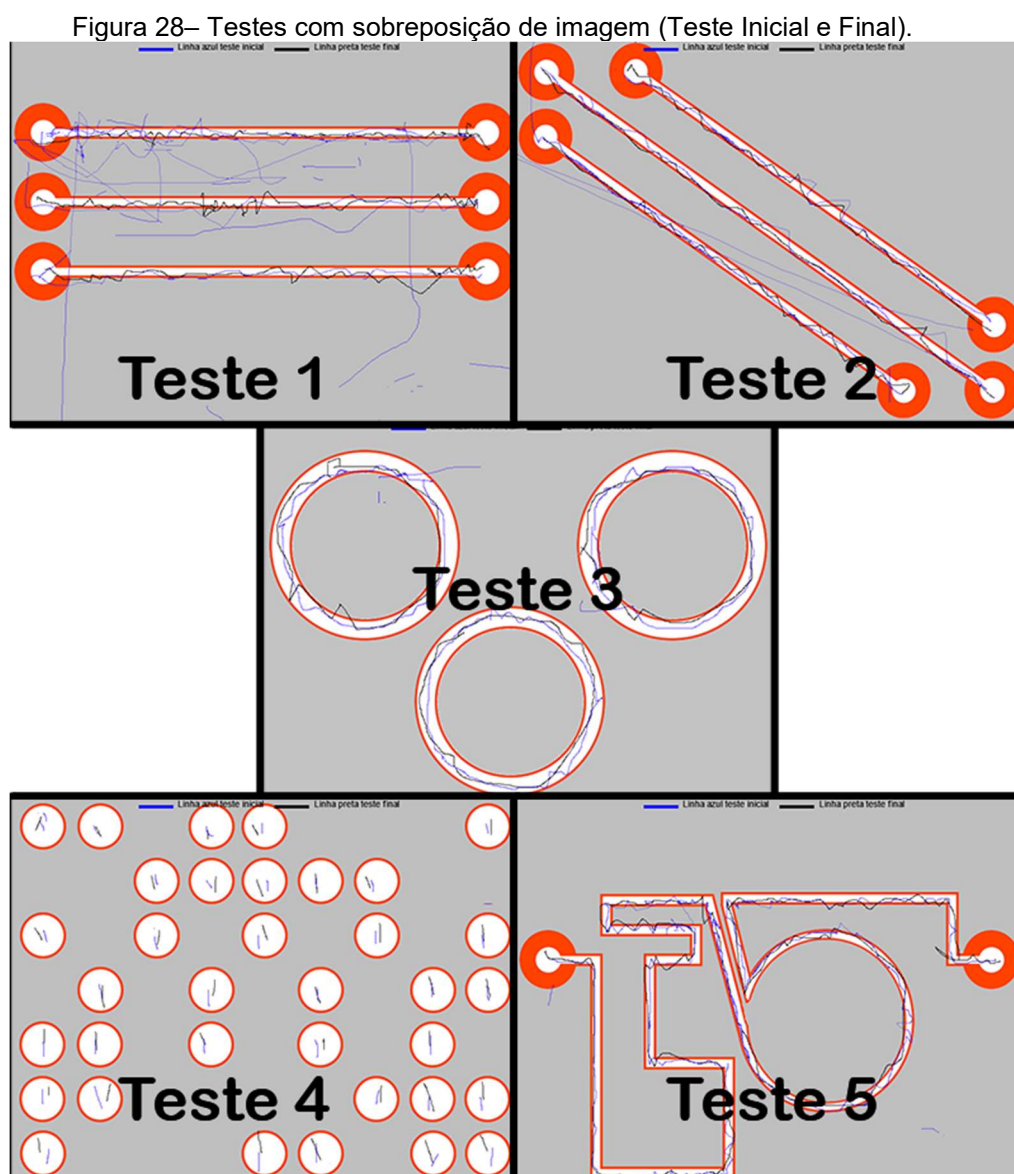 Figura 28– Testes com sobreposição de imagem (Teste Inicial e Final).
Linha azul teste inicial Linha preta teste final
Linha azul teste inicial Linha preta teste final
Teste 1
Teste 2
Teste 3
Linha azul teste inicial Linha preta teste final
Linha azul teste inicial Linha preta teste final
Teste 4
Teste 5